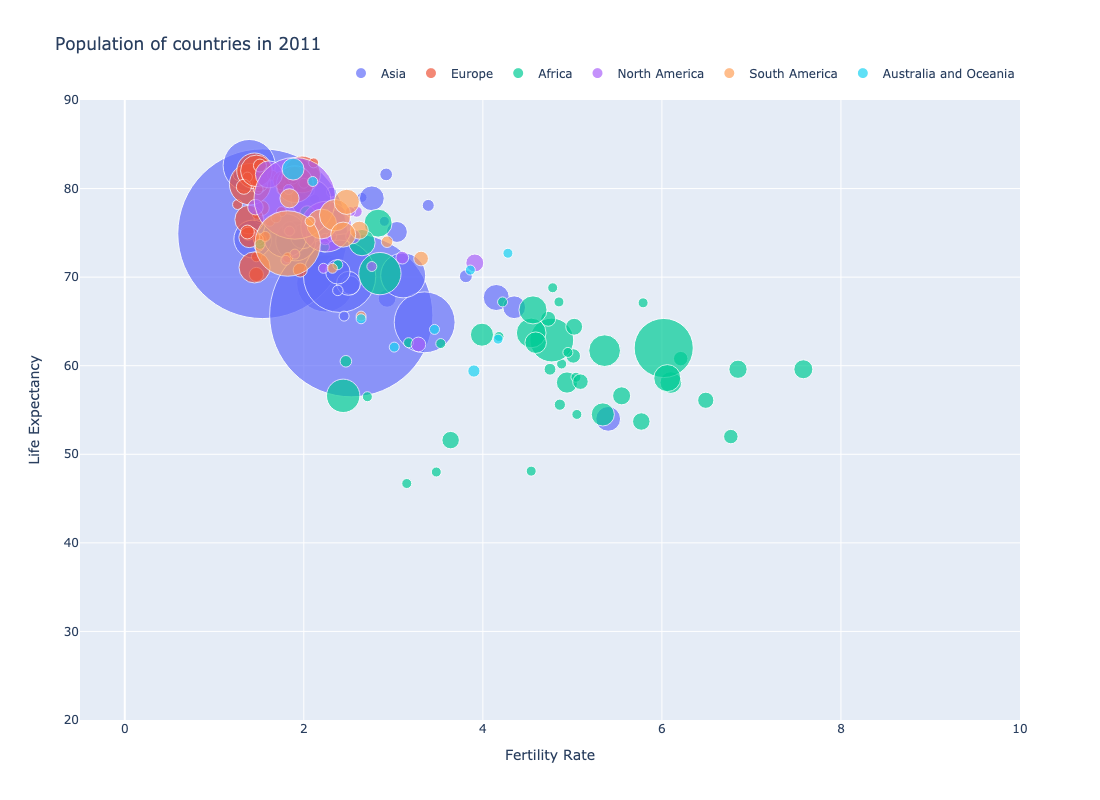 Population of countries in 2011
Asia Europe Africa North America South America Australia and Oceania
90
80
70
60
50
40
30
20
Life Expectancy
0 2 4 6 8 10
Fertility Rate